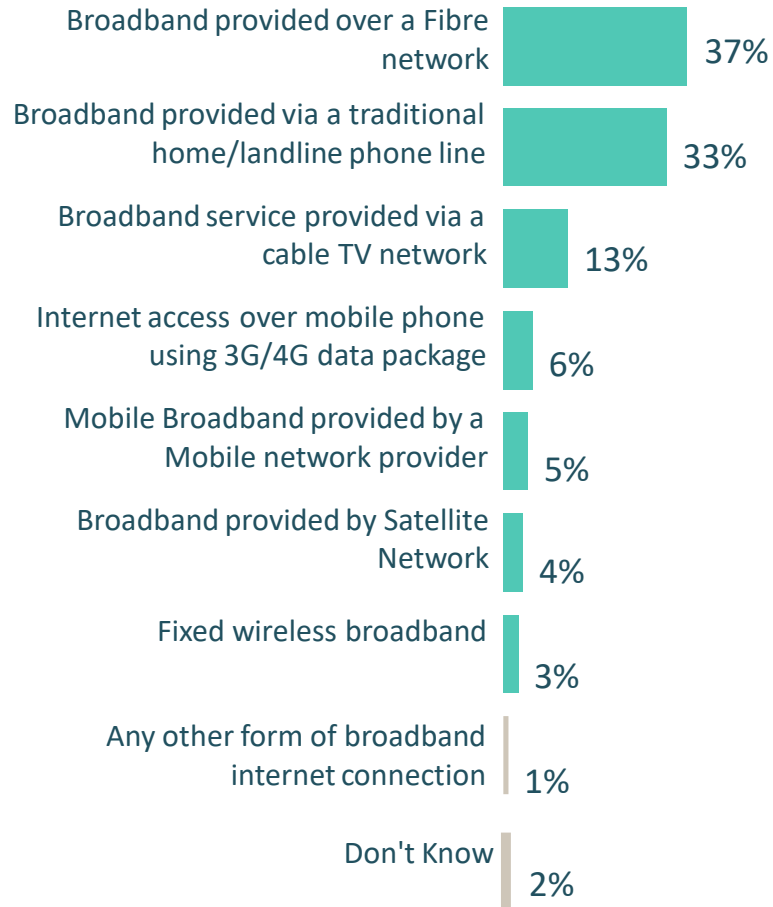 Broadband provided over a Fibre
network
37%
Broadband provided via a traditional
home/landline phone line
33%
Broadband service provided via a
cable TV network
13%
Internet access over mobile phone
using 3G/4G data package
6%
Mobile Broadband provided by a
Mobile network provider
5%
Broadband provided by Satellite
Network
4%
Fixed wireless broadband
3%
Any other form of broadband
internet connection
1%
Don't Know
2%